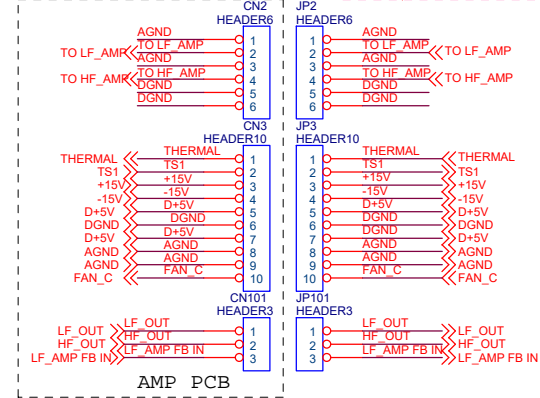 CN2 JP2
HEADER6 HEADER6
AGND 1 1 AGND
TO LF_AMP TO LF_AMP 2 2 TO LF_AMP TO LF_AMP
AGND 3 3 AGND
TO HF_AMP TO HF_AMP 4 4 TO HF_AMP TO HF_AMP
DGND 5 5 DGND
DGND 6 6 DGND
CN3 JP3
HEADER10 HEADER10
THERMAL THERMAL 1 1 THERMAL THERMAL
TS1 TS1 2 2 TS1 TS1
+15V +15V 3 3 +15V +15V
-15V -15V 4 4 -15V -15V
D+5V D+5V 5 5 D+5V D+5V
DGND DGND 6 6 DGND DGND
D+5V D+5V 7 7 D+5V D+5V
AGND AGND 8 8 AGND AGND
AGND AGND 9 9 AGND AGND
FAN_C FAN_C 10 10 FAN_C FAN_C
CN101 JP101
HEADER3 HEADER3
LF_OUT LF_OUT 1 1 LF_OUT LF_OUT
HF_OUT HF_OUT 2 2 HF_OUT HF_OUT
LF_AMP FB IN LF_AMP FB IN 3 3 LF_AMP FB IN LF_AMP FB IN
AMP PCB